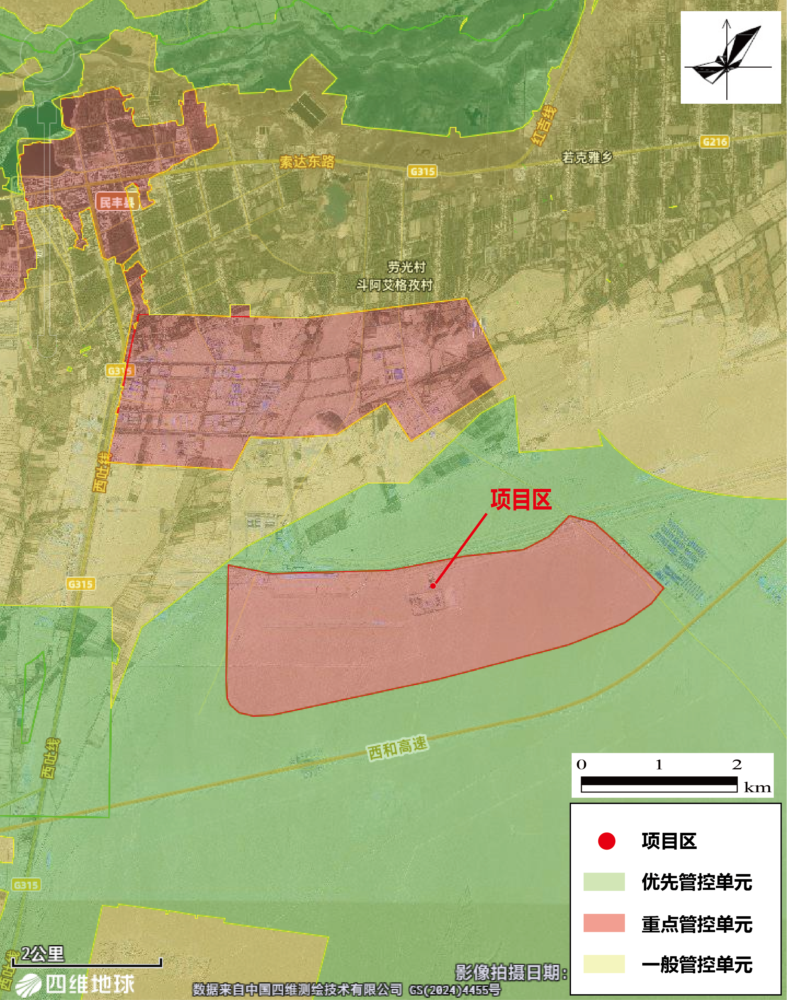 红吉线
G216
若克雅乡
索达东路
G315
民丰县
劳光村
斗阿艾格孜村
G315
西吐线
项目区
G315
西吐线
西和高速
0 1 2
km
项目区
优先管控单元
重点管控单元
一般管控单元
G315
西吐线
2公里
四维地球
影像拍摄日期:
数据来自中国四维测绘技术有限公司 GS(2024)4455号